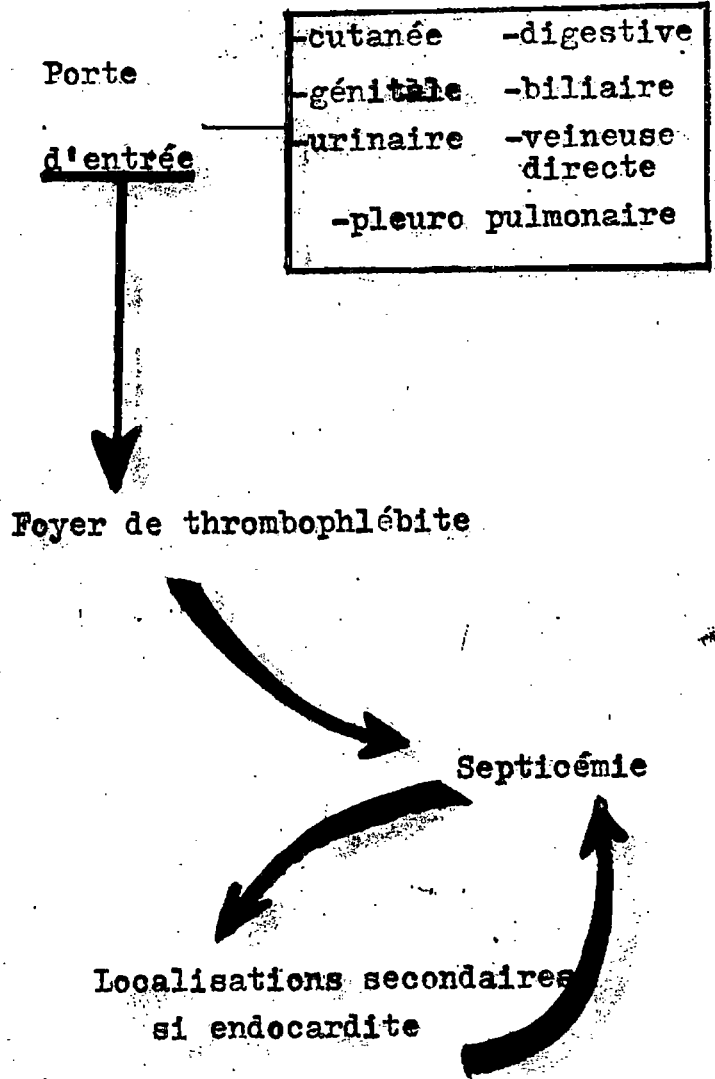 Porte
d'entrée
-cutanée -digestive
-génitale -biliaire
-urinaire -veineuse
directe
-pleuro pulmonaire
Foyer de thrombophlébite
Septicémie
Localisations secondaires
si endocardite